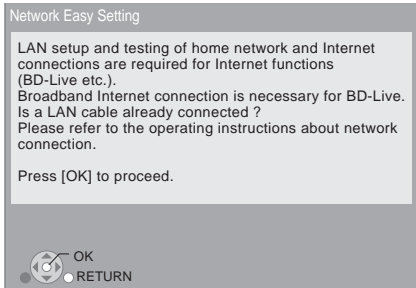 Network Easy Setting
LAN setup and testing of home network and Internet
connections are required for Internet functions
(BD-Live etc.).
Broadband Internet connection is necessary for BD-Live.
Is a LAN cable already connected ?
Please refer to the operating instructions about network
connection.
Press [OK] to proceed.
OK
RETURN